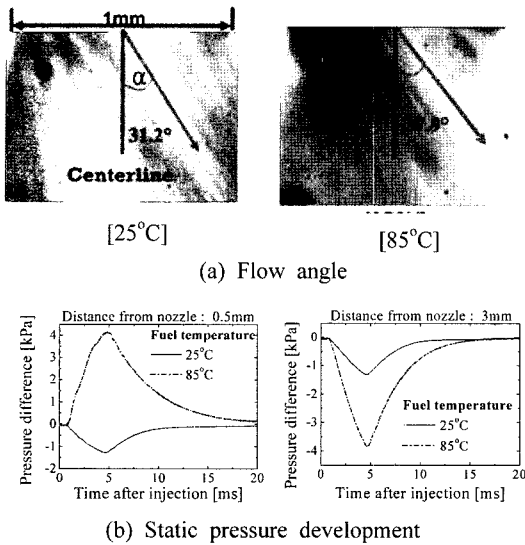 1mm
α
31.2°
Centerline
[25°C]
[85°C]
(a) Flow angle
Distance frrom nozzle : 0.5mm
Pressure difference [kPa]
5
4
3
2
1
0
-1
-2
Fuel temperature
25°C
85°C
0 5 10 15 20
Time after injection [ms]
Distance frrom nozzle : 3mm
Pressure difference [kPa]
0
-1
-2
-3
-4
Fuel temperature
25°C
85°C
0 5 10 15 20
Time after injection [ms]
(b) Static pressure development